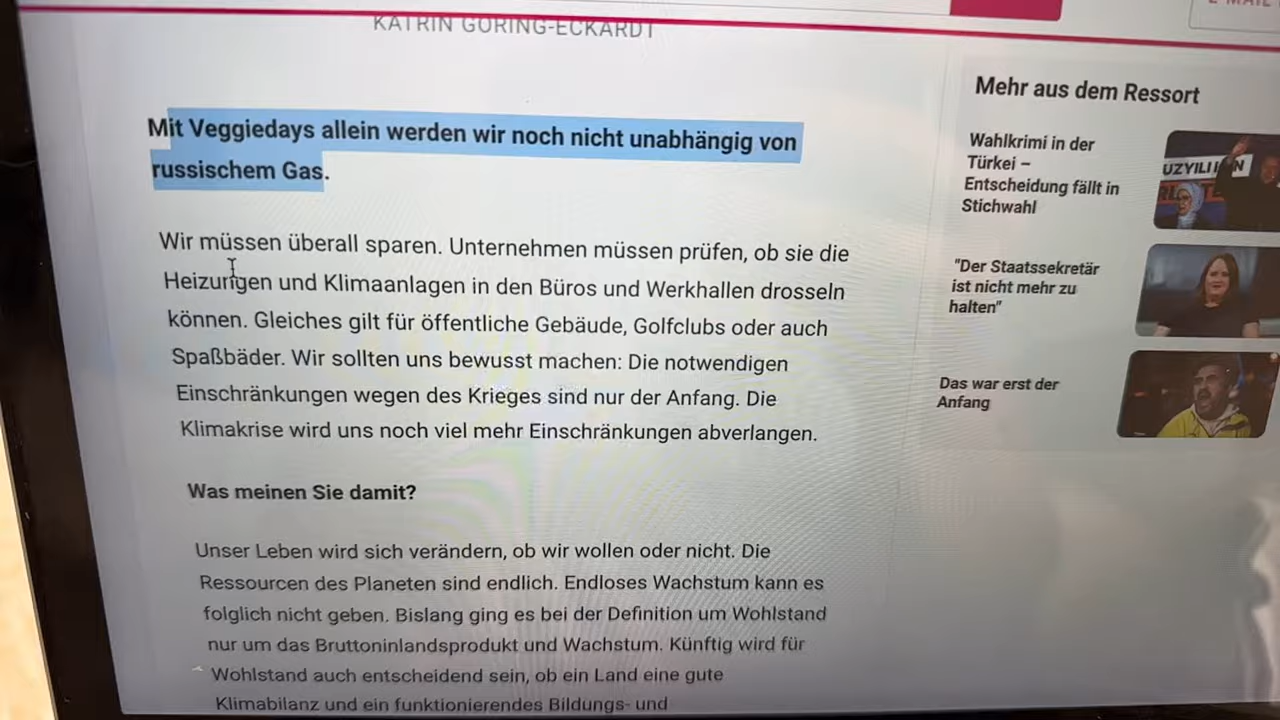 E-MAIL
KATRIN GÖRING-ECKARDT
Mit Veggiedays allein werden wir noch nicht unabhängig von
russischem Gas.
Wir müssen überall sparen. Unternehmen müssen prüfen, ob sie die
Heizungen und Klimaanlagen in den Büros und Werkhallen drosseln
können. Gleiches gilt für öffentliche Gebäude, Golfclubs oder auch
Spaßbäder. Wir sollten uns bewusst machen: Die notwendigen
Einschränkungen wegen des Krieges sind nur der Anfang. Die
Klimakrise wird uns noch viel mehr Einschränkungen abverlangen.
Was meinen Sie damit?
Unser Leben wird sich verändern, ob wir wollen oder nicht. Die
Ressourcen des Planeten sind endlich. Endloses Wachstum kann es
folglich nicht geben. Bislang ging es bei der Definition um Wohlstand
nur um das Bruttoninlandsprodukt und Wachstum. Künftig wird für
Wohlstand auch entscheidend sein, ob ein Land eine gute
Klimabilanz und ein funktionierendes Bildungs- und
Mehr aus dem Ressort
Wahlkrimi in der
Türkei –
Entscheidung fällt in
Stichwahl
"Der Staatssekretär
ist nicht mehr zu
halten"
Das war erst der
Anfang